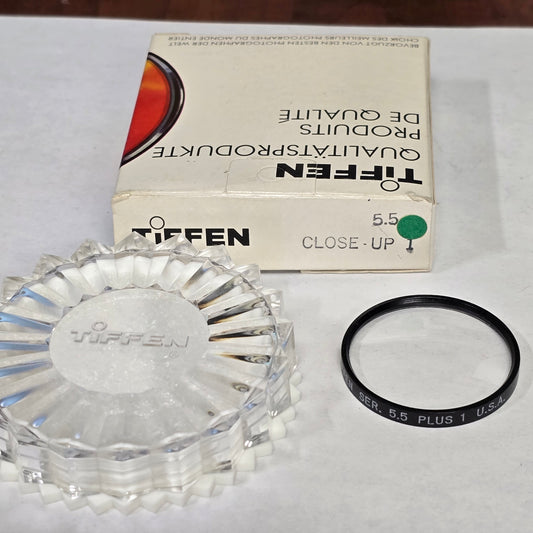 CHOIX DES MEILLEURS PHOTOGRAPHES DU MONDE ENTIER
BEVORZUGT VON DEN BESTEN PHOTOGRAPHEN DER WELT
DE QUALITÉ
PRODUITS
QUALITÄTSPRODUKTE
TIFFEN
TIFFEN
5.5
CLOSE-UP 1
TIFFEN
®
SER. 5.5 PLUS 1 U.S.A.